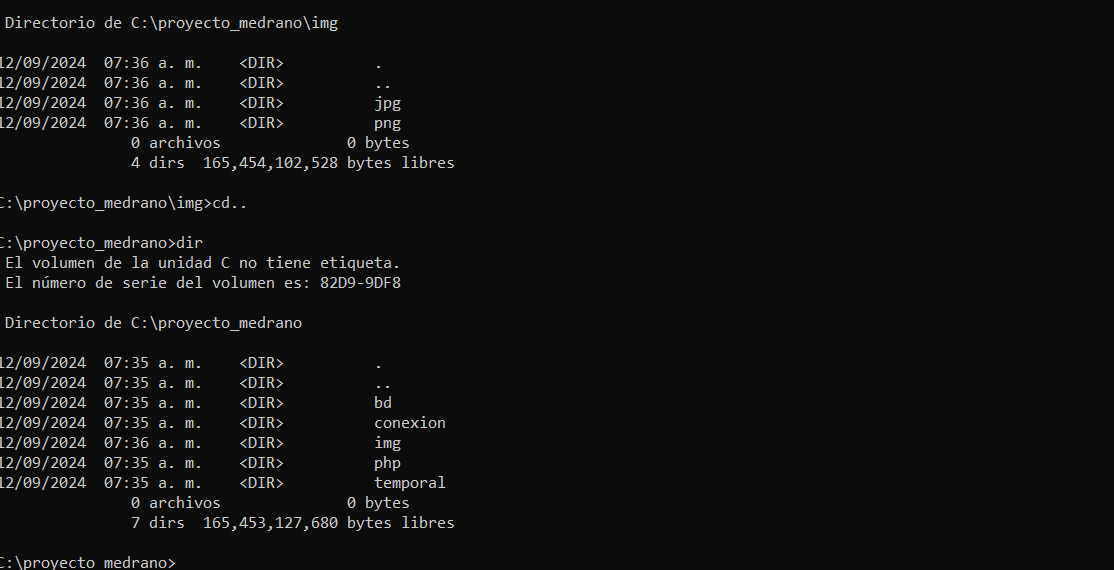 Directorio de C:\proyecto_medrano\img
12/09/2024  07:36 a. m.    <DIR>          .
12/09/2024  07:36 a. m.    <DIR>          ..
12/09/2024  07:36 a. m.    <DIR>          jpg
12/09/2024  07:36 a. m.    <DIR>          png
0 archivos              0 bytes
4 dirs  165,454,102,528 bytes libres
C:\proyecto_medrano\img>cd..
C:\proyecto_medrano>dir
El volumen de la unidad C no tiene etiqueta.
El número de serie del volumen es: 82D9-9DF8
Directorio de C:\proyecto_medrano
12/09/2024  07:35 a. m.    <DIR>          .
12/09/2024  07:35 a. m.    <DIR>          ..
12/09/2024  07:35 a. m.    <DIR>          bd
12/09/2024  07:35 a. m.    <DIR>          conexion
12/09/2024  07:36 a. m.    <DIR>          img
12/09/2024  07:35 a. m.    <DIR>          php
12/09/2024  07:35 a. m.    <DIR>          temporal
0 archivos              0 bytes
7 dirs  165,453,127,680 bytes libres
C:\proyecto_medrano>